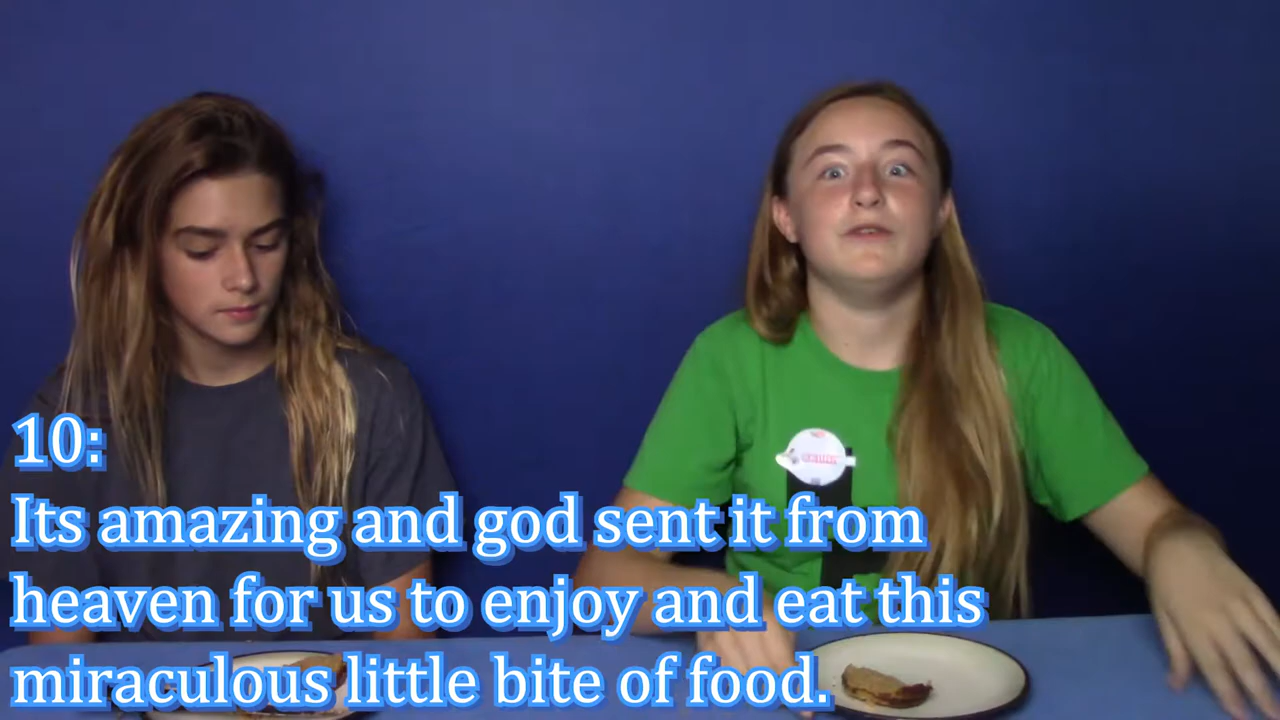 10:
Its amazing and god sent it from
heaven for us to enjoy and eat this
miraculous little bite of food.